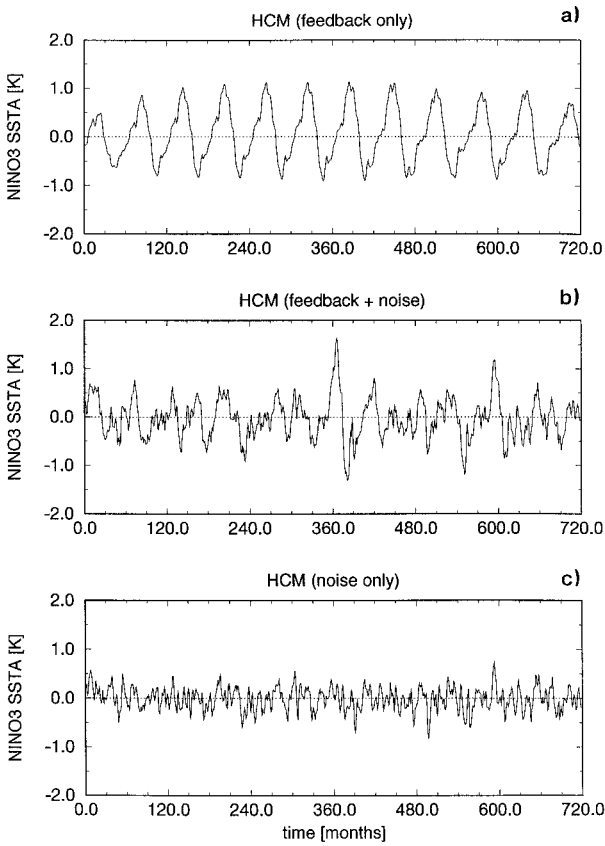 HCM (feedback only)
a)
NINO3 SSTA [K]
2.0
1.0
0.0
-1.0
-2.0
0.0 120.0 240.0 360.0 480.0 600.0 720.0
HCM (feedback + noise)
b)
NINO3 SSTA [K]
2.0
1.0
0.0
-1.0
-2.0
0.0 120.0 240.0 360.0 480.0 600.0 720.0
HCM (noise only)
c)
NINO3 SSTA [K]
2.0
1.0
0.0
-1.0
-2.0
0.0 120.0 240.0 360.0 480.0 600.0 720.0
time [months]